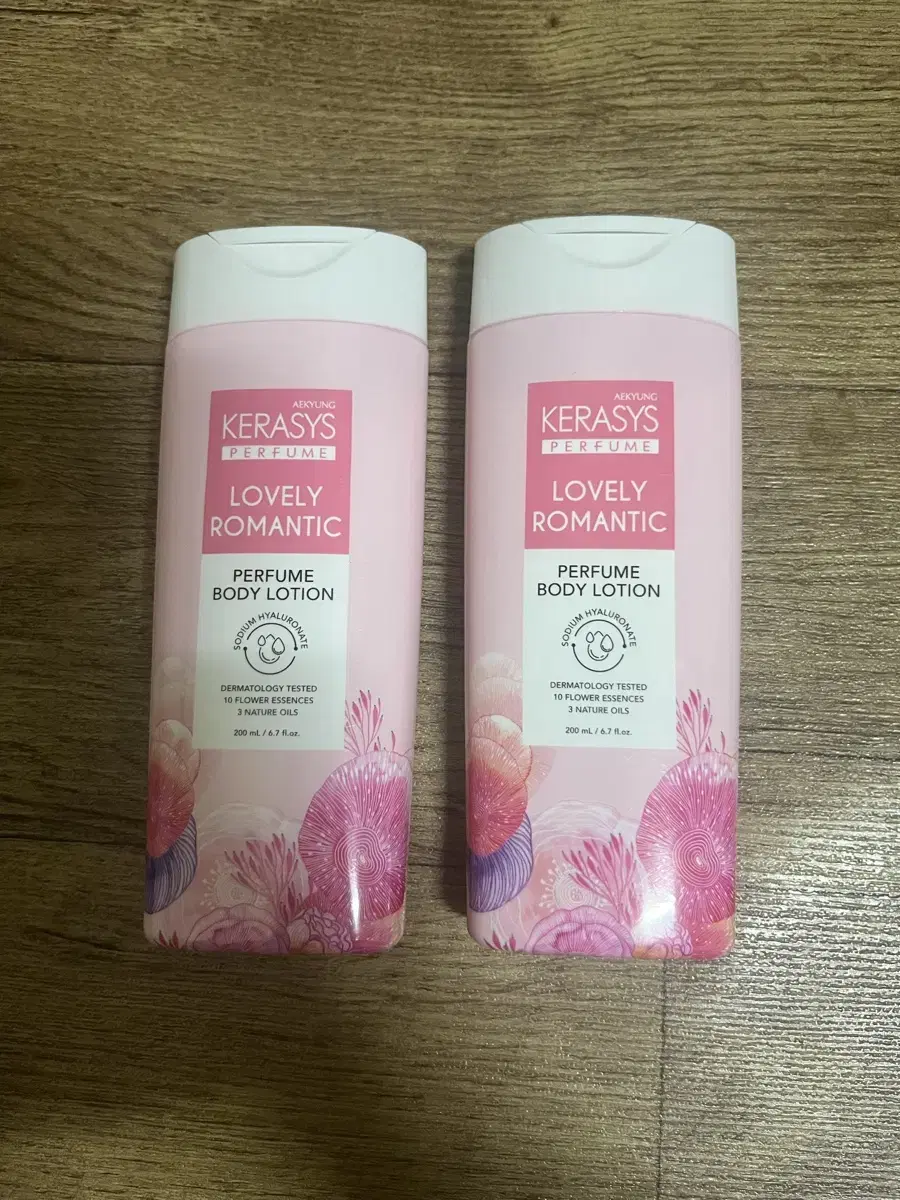 AEKYUNG
KERASYS
PERFUME
LOVELY
ROMANTIC
PERFUME
BODY LOTION
SODIUM HYALURONATE
DERMATOLOGY TESTED
10 FLOWER ESSENCES
3 NATURE OILS
200 mL / 6.7 fl.oz.
AEKYUNG
KERASYS
PERFUME
LOVELY
ROMANTIC
PERFUME
BODY LOTION
SODIUM HYALURONATE
DERMATOLOGY TESTED
10 FLOWER ESSENCES
3 NATURE OILS
200 mL / 6.7 fl.oz.